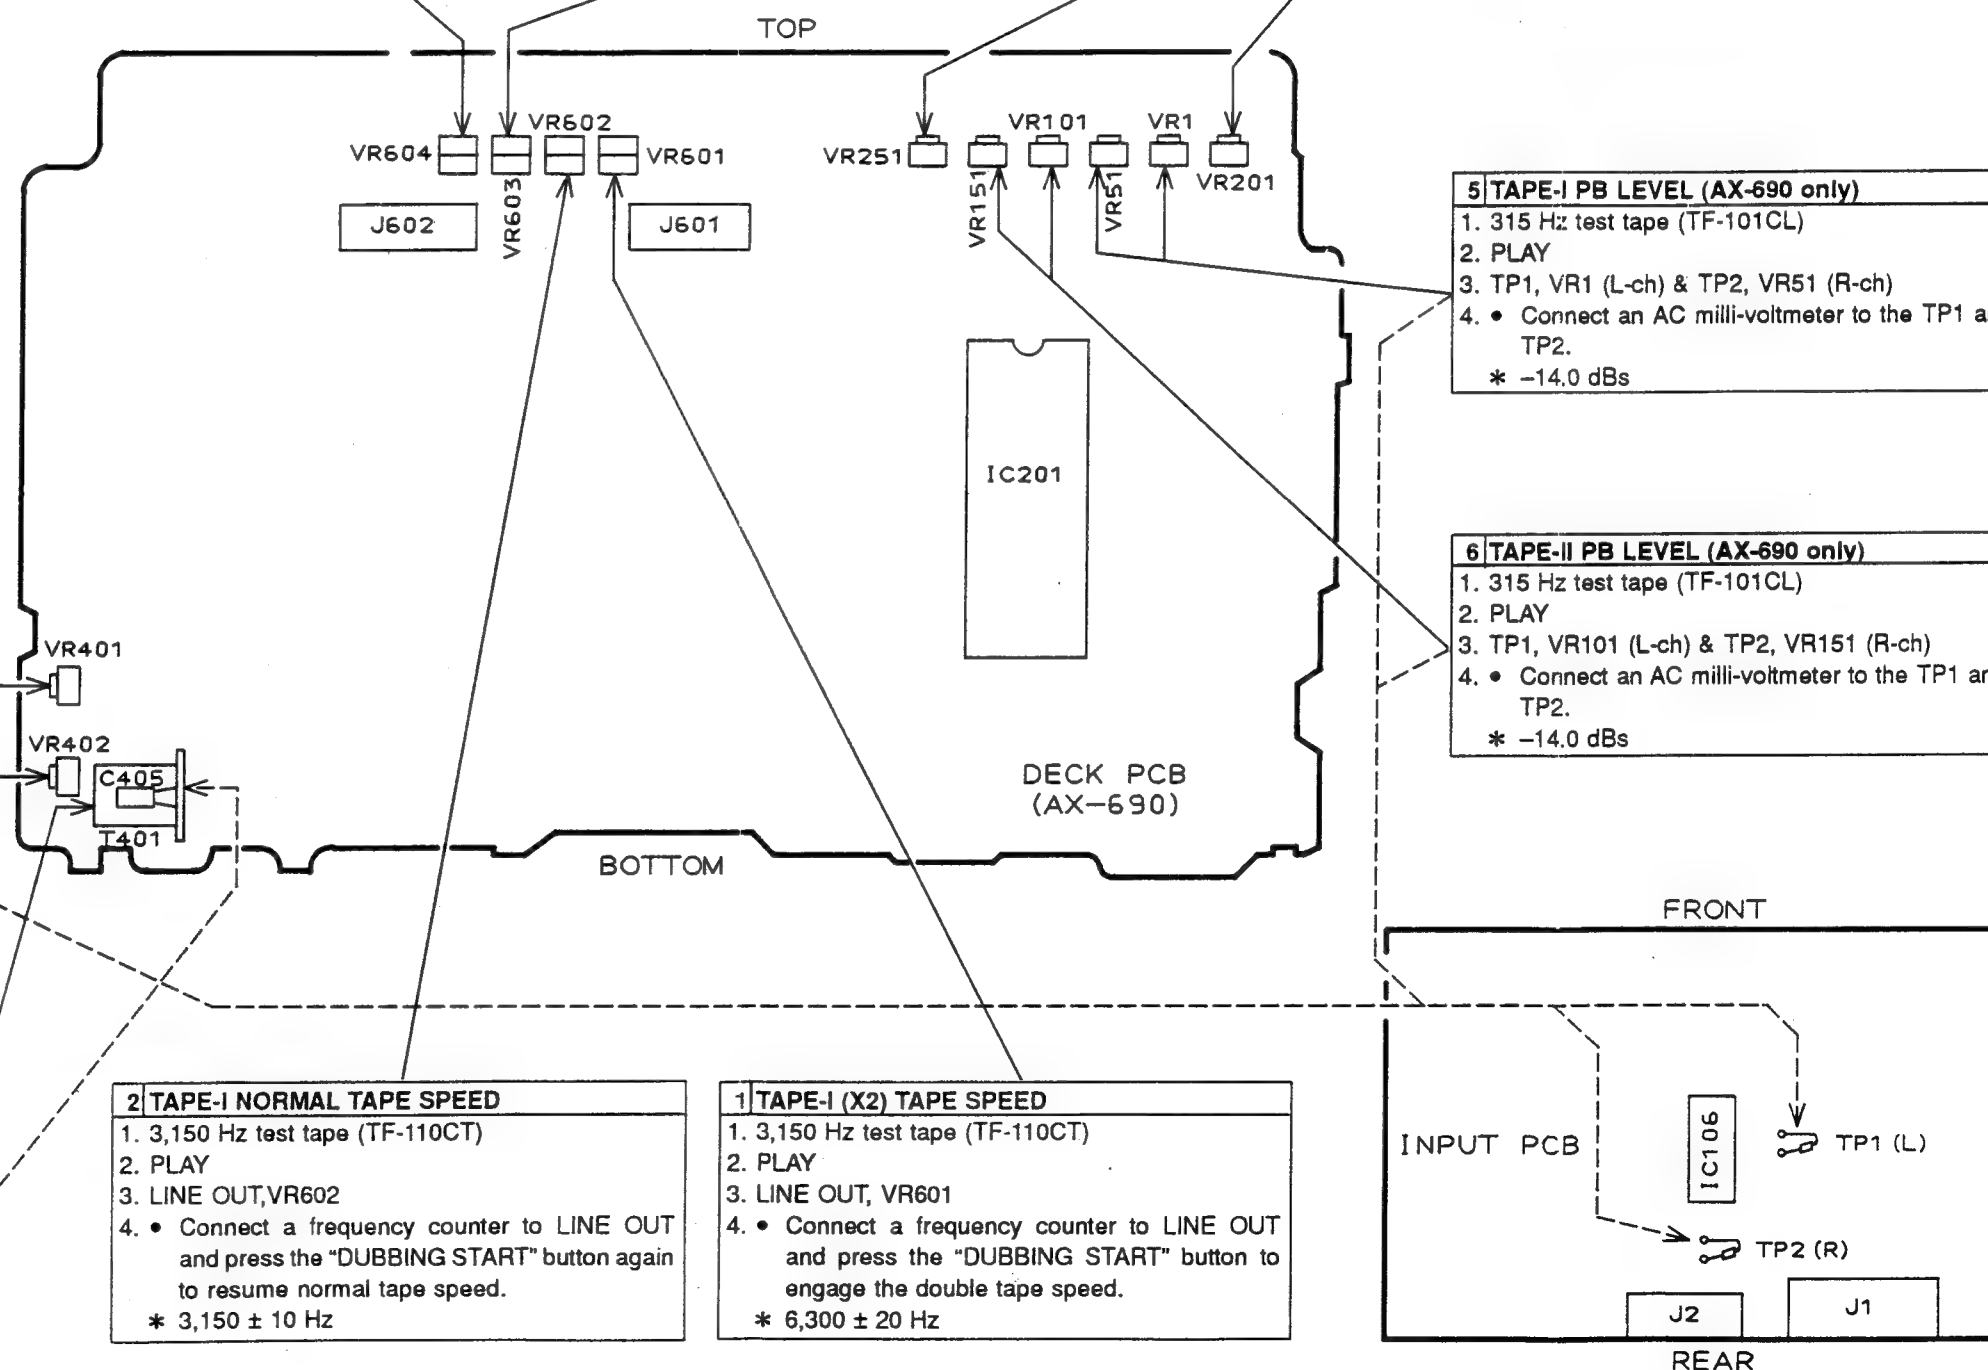 TOP
VR602
VR604
VR601
VR603
J602
J601
VR101
VR1
VR251
VR151
VR51
VR201
5 TAPE-I PB LEVEL (AX-690 only)
1. 315 Hz test tape (TF-101CL)
2. PLAY
3. TP1, VR1 (L-ch) & TP2, VR51 (R-ch)
4. • Connect an AC milli-voltmeter to the TP1 a
TP2.
* –14.0 dBs
IC201
6 TAPE-II PB LEVEL (AX-690 only)
1. 315 Hz test tape (TF-101CL)
2. PLAY
3. TP1, VR101 (L-ch) & TP2, VR151 (R-ch)
4. • Connect an AC milli-voltmeter to the TP1 an
TP2.
* –14.0 dBs
VR401
VR402
C405
T401
DECK PCB
(AX-690)
BOTTOM
FRONT
2 TAPE-I NORMAL TAPE SPEED
1. 3,150 Hz test tape (TF-110CT)
2. PLAY
3. LINE OUT,VR602
4. • Connect a frequency counter to LINE OUT
and press the "DUBBING START" button again
to resume normal tape speed.
* 3,150 ± 10 Hz
1 TAPE-I (X2) TAPE SPEED
1. 3,150 Hz test tape (TF-110CT)
2. PLAY
3. LINE OUT, VR601
4. • Connect a frequency counter to LINE OUT
and press the "DUBBING START" button to
engage the double tape speed.
* 6,300 ± 20 Hz
INPUT PCB
IC106
TP1 (L)
TP2 (R)
J2
J1
REAR